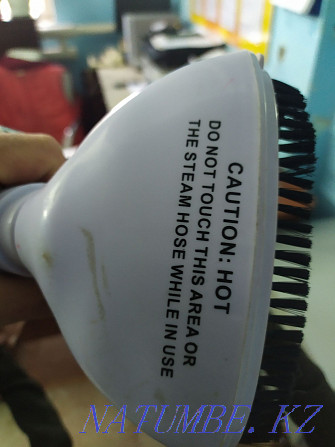 CAUTION: HOT
DO NOT TOUCH THIS AREA OR
THE STEAM HOSE WHILE IN USE
NATUMBE. KZ